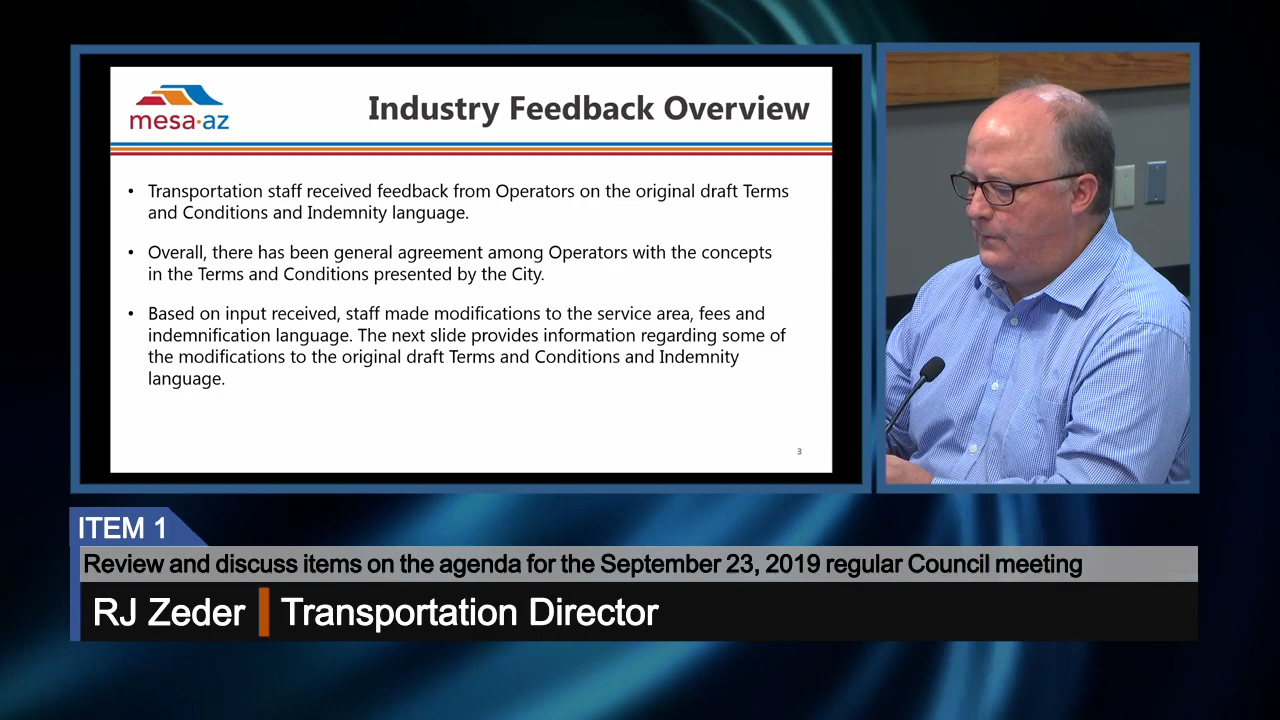 mesa·az
Industry Feedback Overview
• Transportation staff received feedback from Operators on the original draft Terms
and Conditions and Indemnity language.
• Overall, there has been general agreement among Operators with the concepts
in the Terms and Conditions presented by the City.
• Based on input received, staff made modifications to the service area, fees and
indemnification language. The next slide provides information regarding some of
the modifications to the original draft Terms and Conditions and Indemnity
language.
3
ITEM 1
Review and discuss items on the agenda for the September 23, 2019 regular Council meeting
RJ Zeder Transportation Director